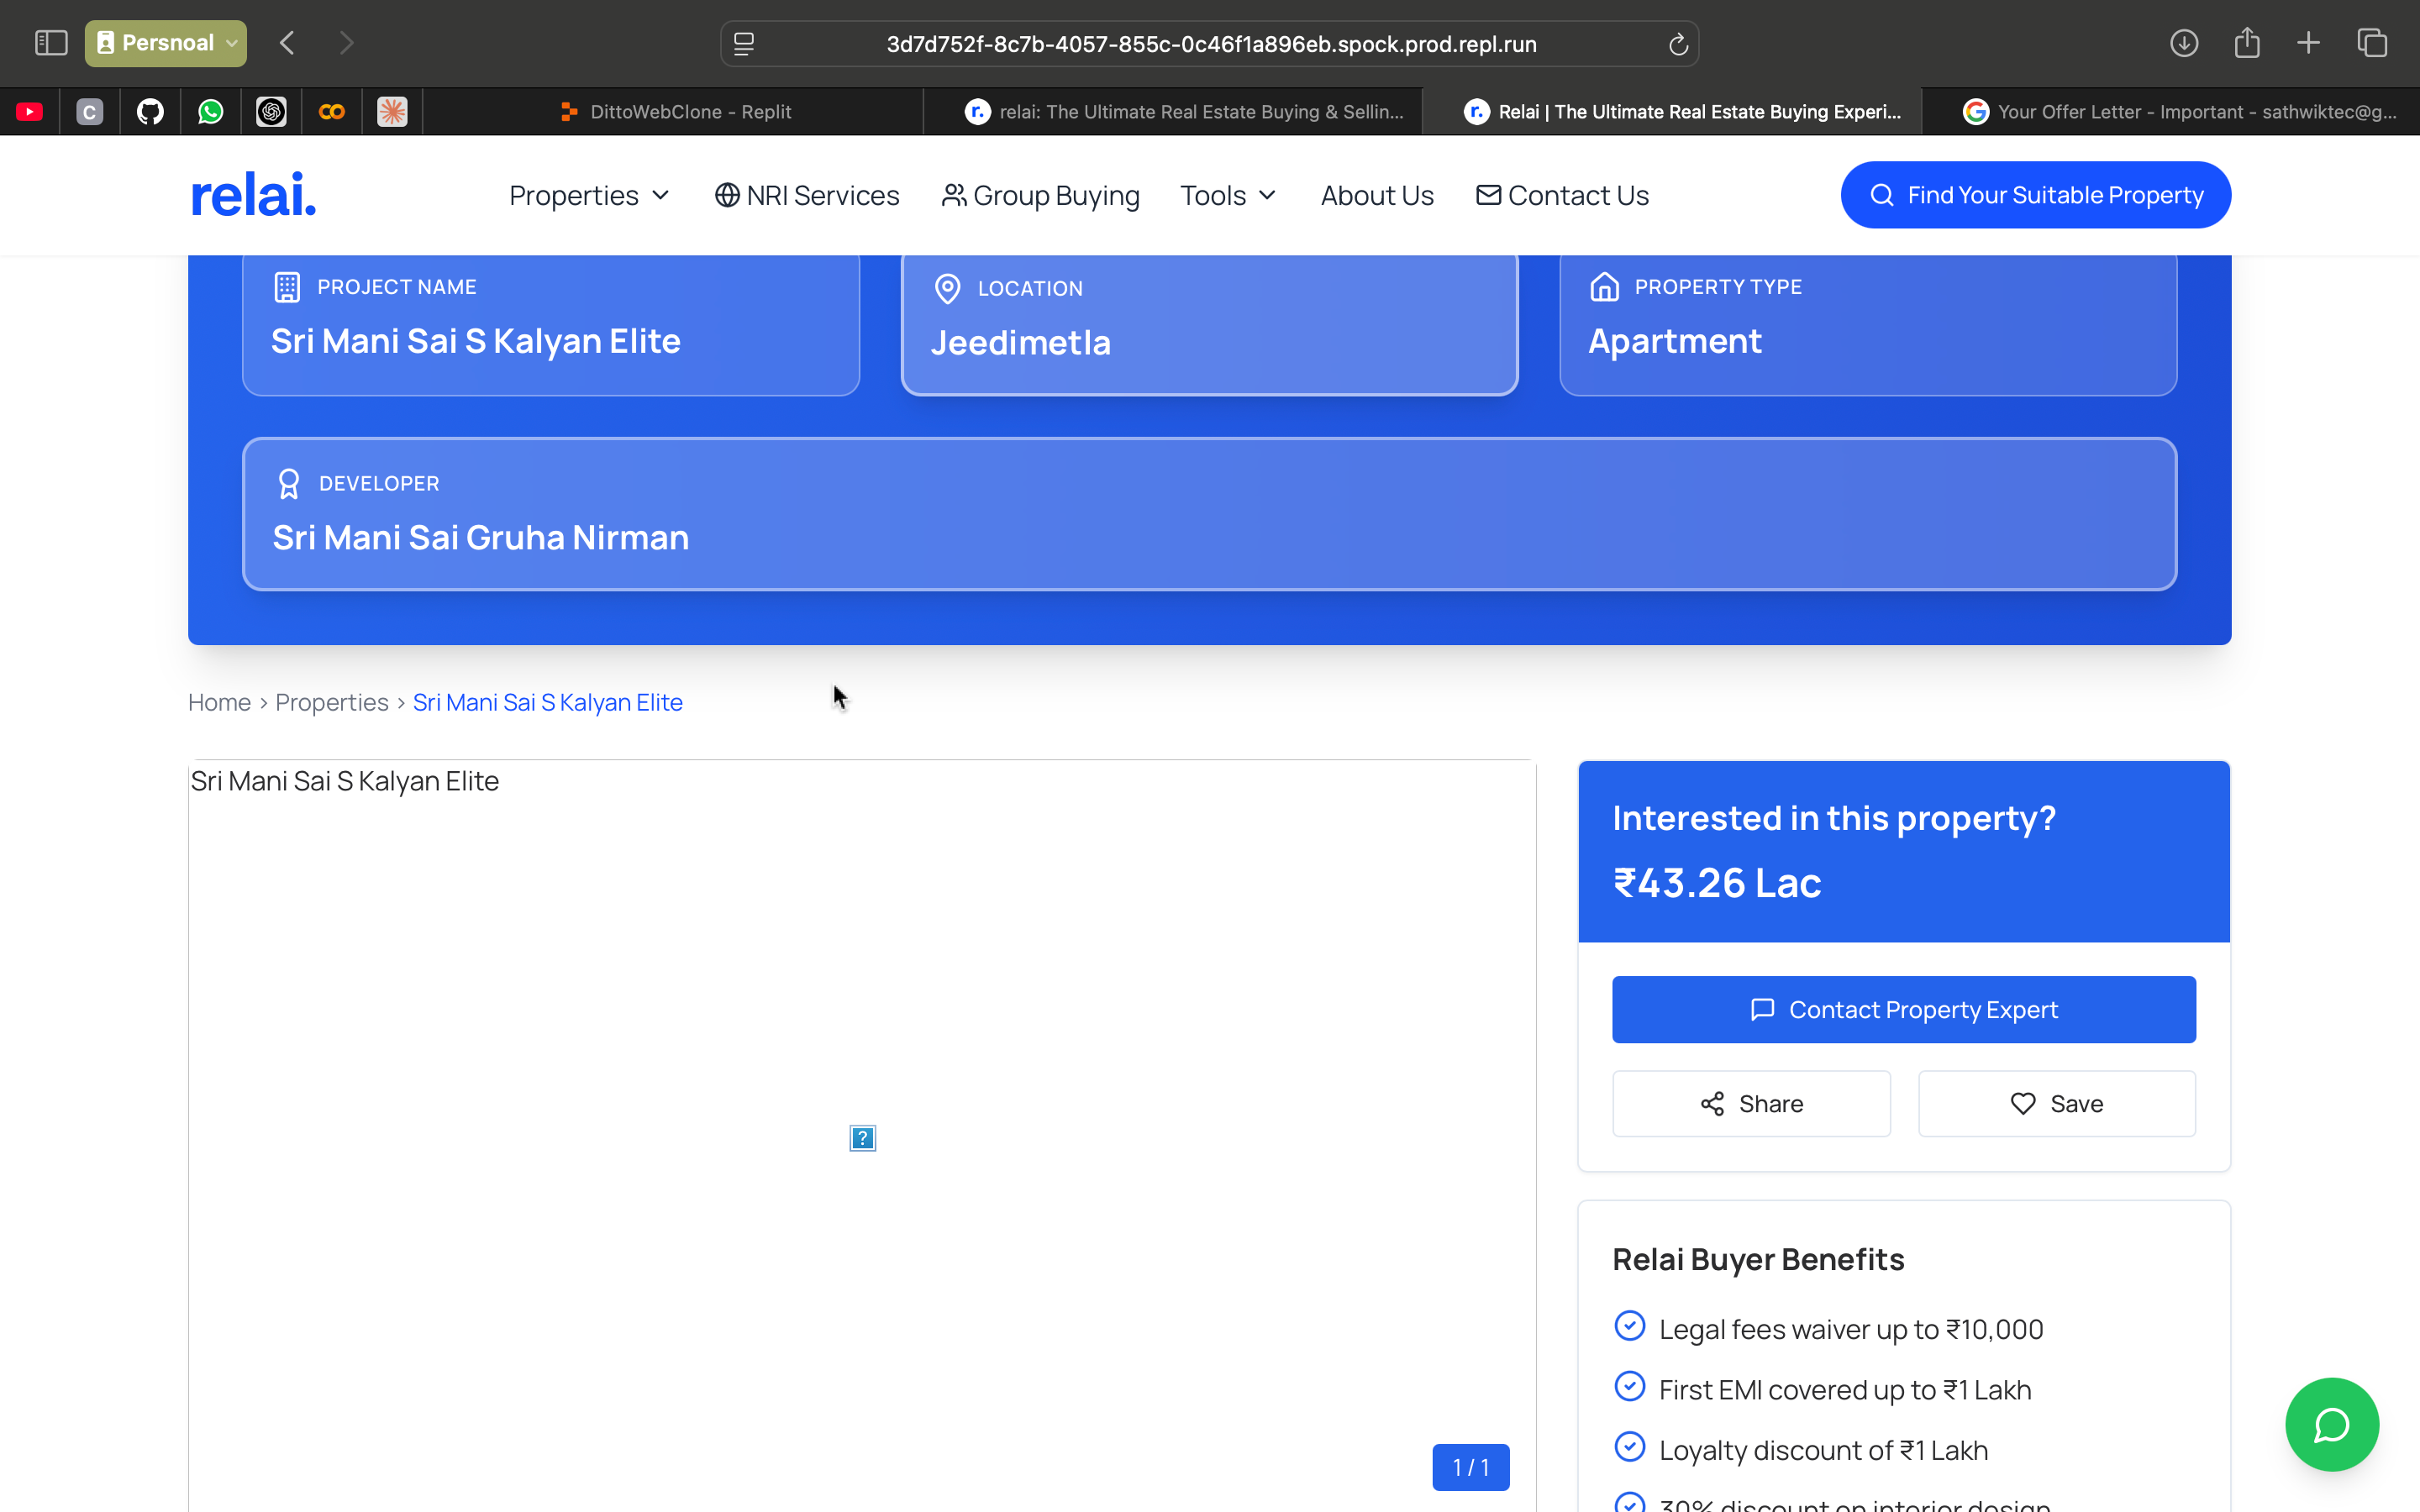 Persnoal
3d7d752f-8c7b-4057-855c-0c46f1a896eb.spock.prod.repl.run
C
DittoWebClone - Replit
r. relai: The Ultimate Real Estate Buying & Sellin...
r. Relai | The Ultimate Real Estate Buying Experi...
Your Offer Letter - Important - sathwiktec@g...
relai.
Properties
NRI Services
Group Buying
Tools
About Us
Contact Us
Find Your Suitable Property
PROJECT NAME
Sri Mani Sai S Kalyan Elite
LOCATION
Jeedimetla
PROPERTY TYPE
Apartment
DEVELOPER
Sri Mani Sai Gruha Nirman
Home > Properties > Sri Mani Sai S Kalyan Elite
Sri Mani Sai S Kalyan Elite
?
1 / 1
Interested in this property?
₹43.26 Lac
Contact Property Expert
Share
Save
Relai Buyer Benefits
Legal fees waiver up to ₹10,000
First EMI covered up to ₹1 Lakh
Loyalty discount of ₹1 Lakh
30% discount on interior design